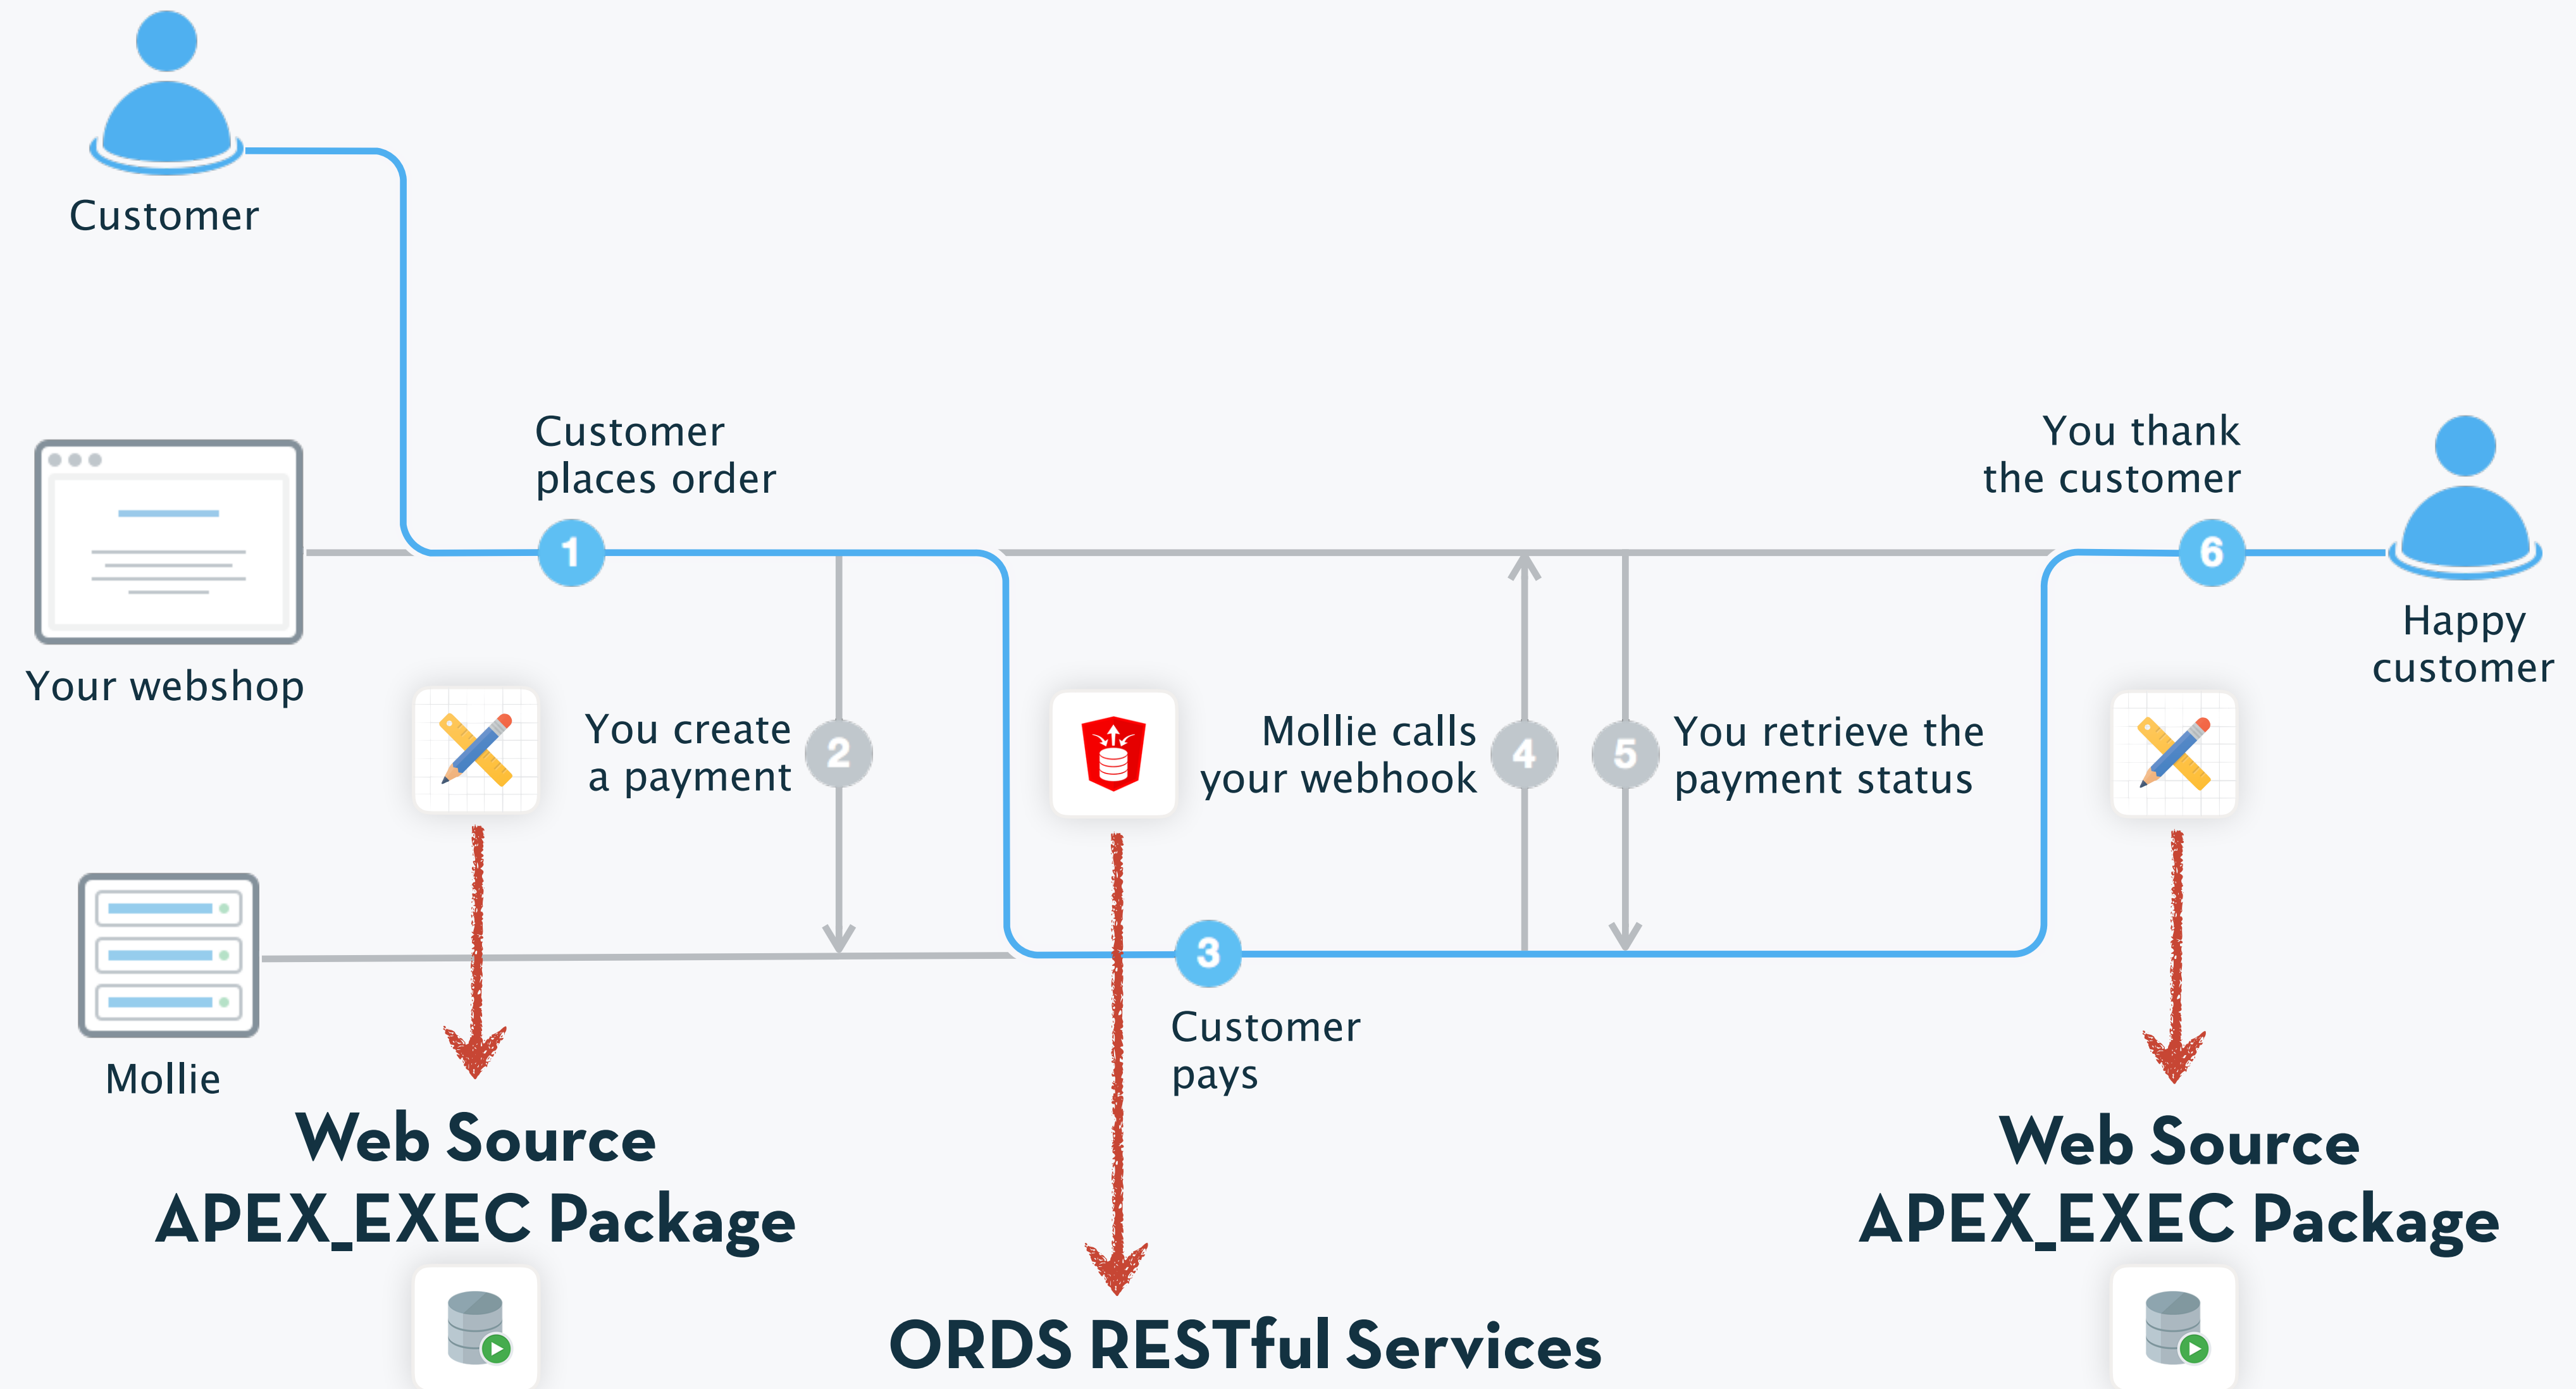 Customer
Customer
places order
1
You thank
the customer
6
Happy
customer
Your webshop
You create
a payment
2
Mollie calls
your webhook
4
5
You retrieve the
payment status
3
Customer
pays
Mollie
Web Source
APEX_EXEC Package
ORDS RESTful Services
Web Source
APEX_EXEC Package